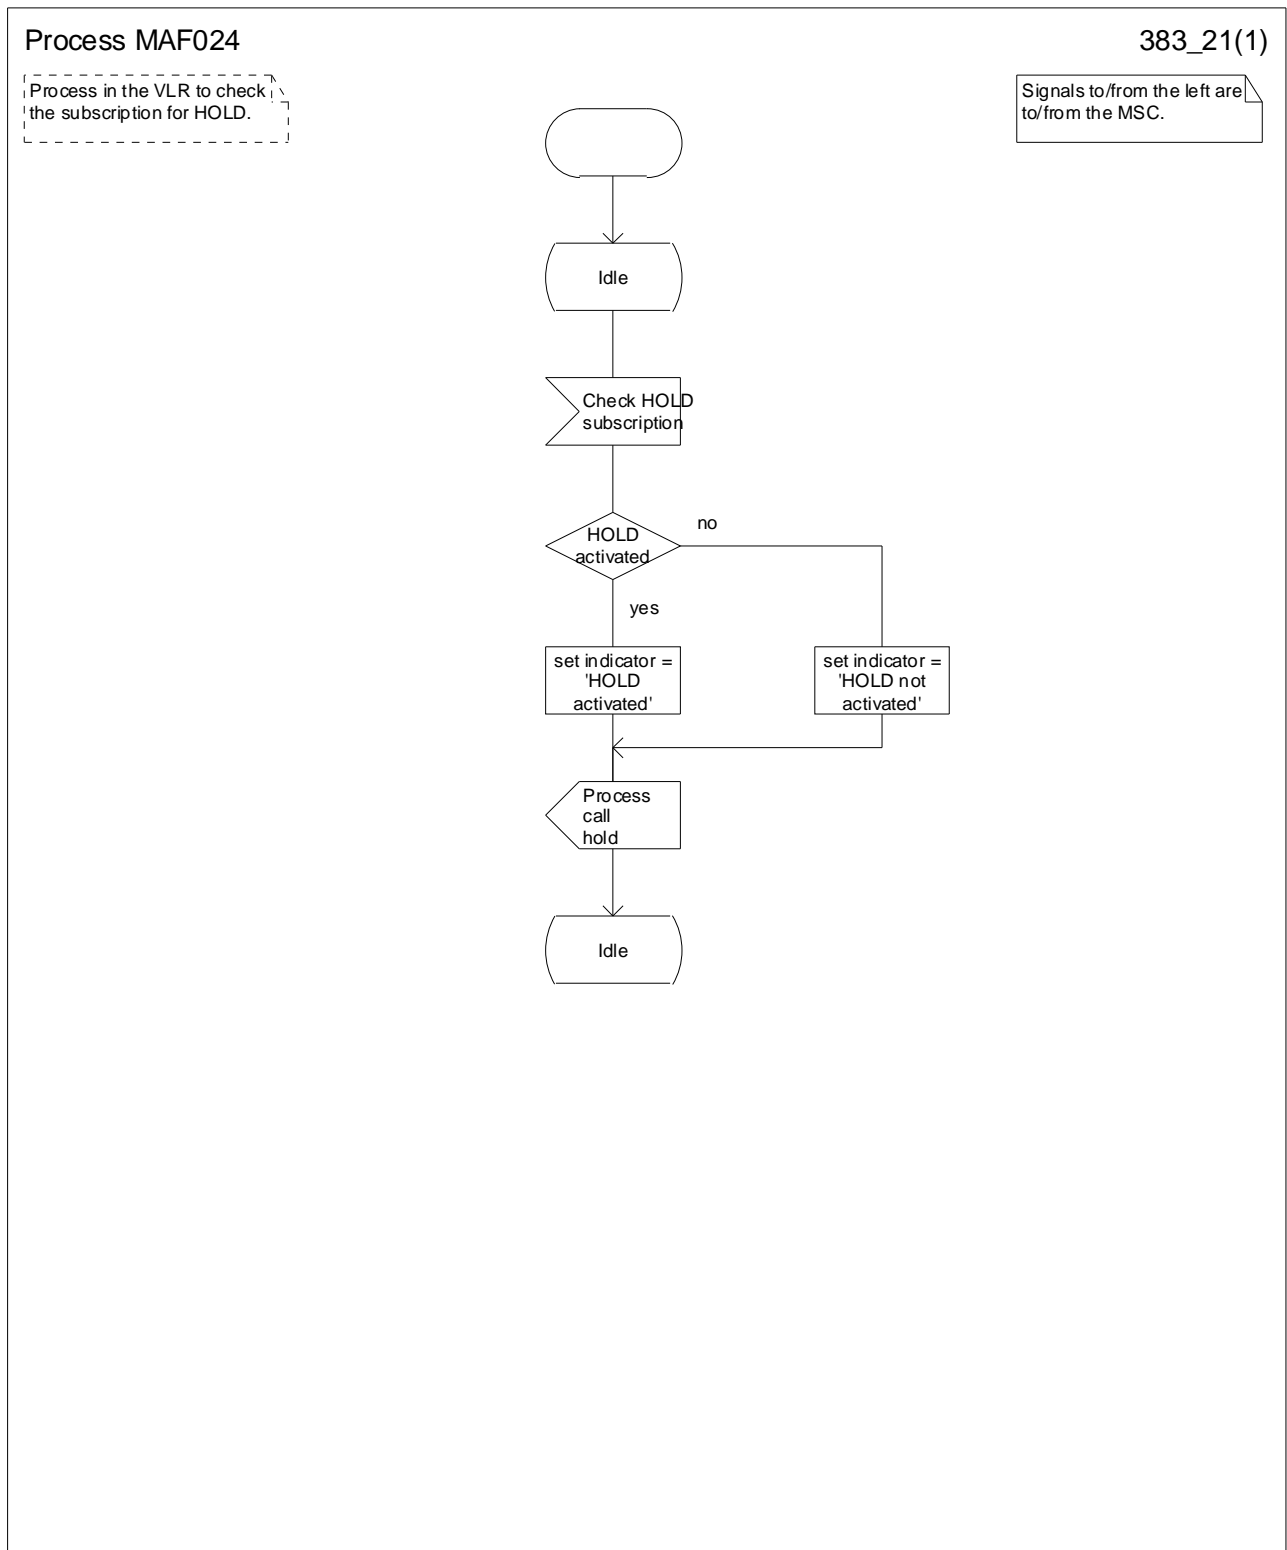 Process MAF024
383_21(1)
Process in the VLR to check
the subscription for HOLD.
Signals to/from the left are
to/from the MSC.
Idle
Check HOLD
subscription
HOLD
activated
no
yes
set indicator =
'HOLD
activated'
set indicator =
'HOLD not
activated'
Process
call
hold
Idle